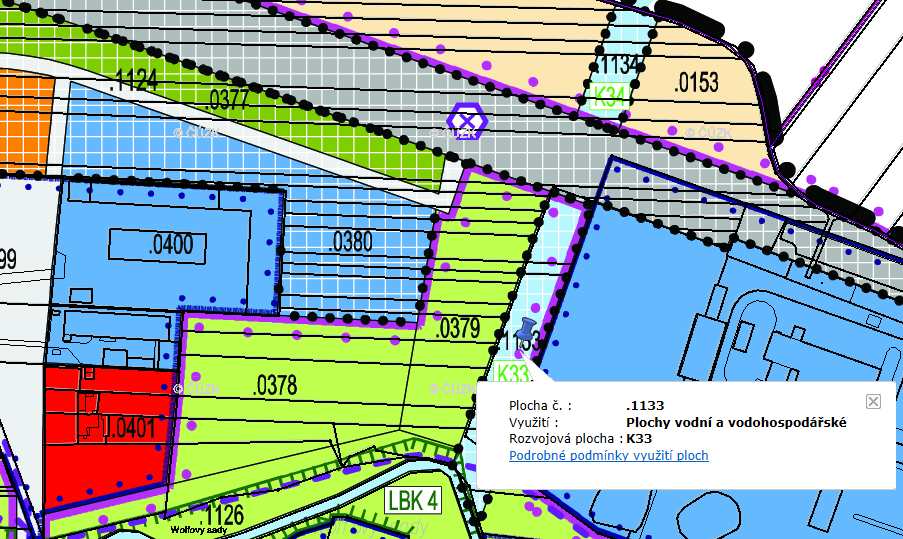 .1134
.0153
.1124
.0377
K34
© ČÚZK
© ČÚZK
© ČÚZK
.0400
.0380
99
.0379
.1133
K33
.0378
© ČÚZK
© ČÚZK
.0401
Plocha č. : .1133
Využití : Plochy vodní a vodohospodářské
Rozvojová plocha : K33
Podrobné podmínky využití ploch
LBK 4
.1126
Wolfovy sady